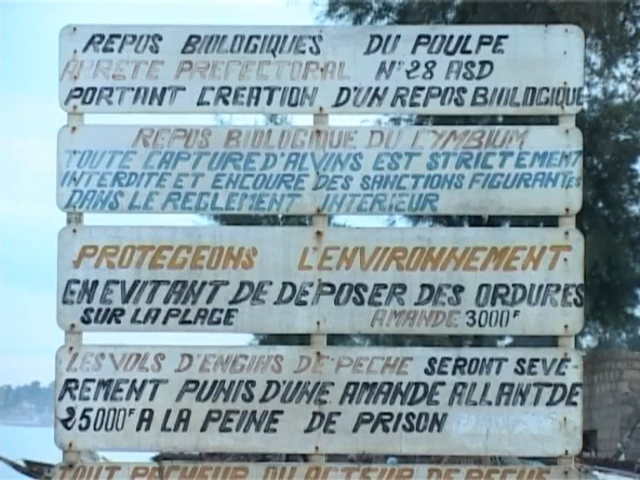 REPOS BIOLOGIQUES DU POULPE
ARRETE PREFECTORAL N°28 ASD
PORTANT CREATION D'UN REPOS BIOLOGIQUE
REPOS BIOLOGIQUE DU CYMBIUM
TOUTE CAPTURE D'ALVINS EST STRICTEMENT
INTERDITE ET ENCOURE DES SANCTIONS FIGURANTES
DANS LE REGLEMENT INTERIEUR
PROTEGEONS L'ENVIRONNEMENT.
EN EVITANT DE DEPOSER DES ORDURES
SUR LA PLAGE AMANDE 3000F
LES VOLS D'ENGINS DE PECHE SERONT SEVÉ-
REMENT PUNIS D'UNE AMANDE ALLANT DE
25000F A LA PEINE DE PRISON
TOUT PECHEUR OU ACTEUR DE PECHE